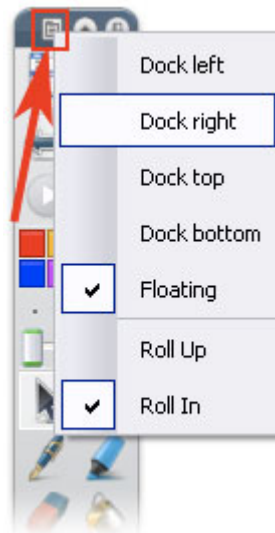 Dock left
Dock right
Dock top
Dock bottom
Floating
Roll Up
Roll In